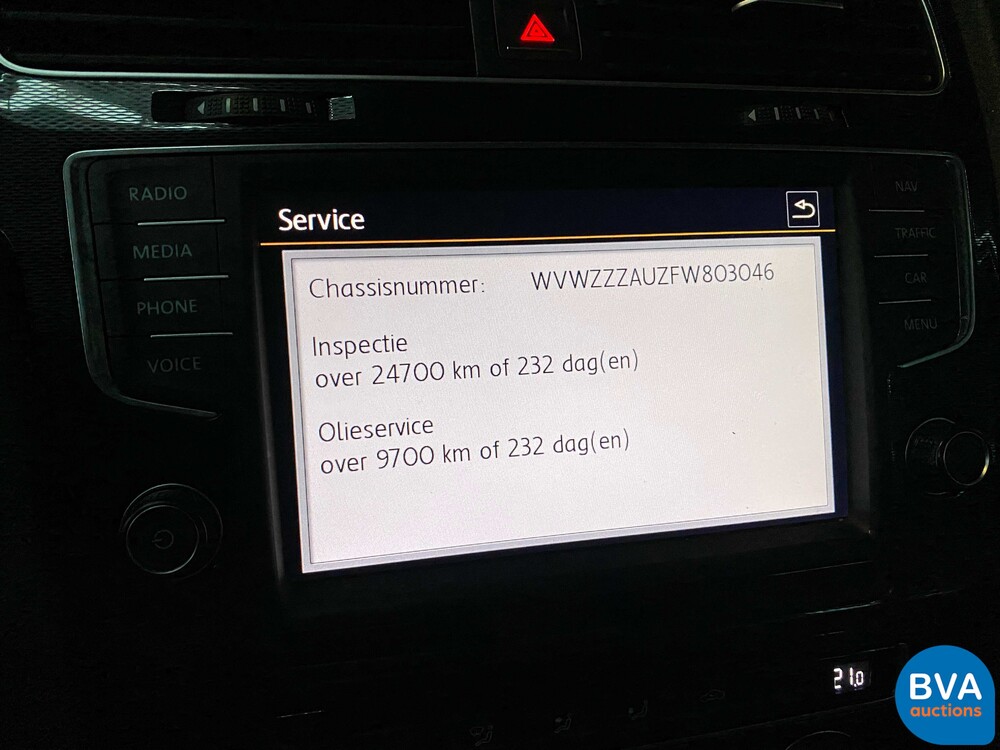 RADIO
MEDIA
PHONE
VOICE
Service
Chassisnummer: WVWZZZAUZFW803046
Inspectie
over 24700 km of 232 dag(en)
Olieservice
over 9700 km of 232 dag(en)
NAV
TRAFFIC
CAR
MENU
21.0
BVA
auctions